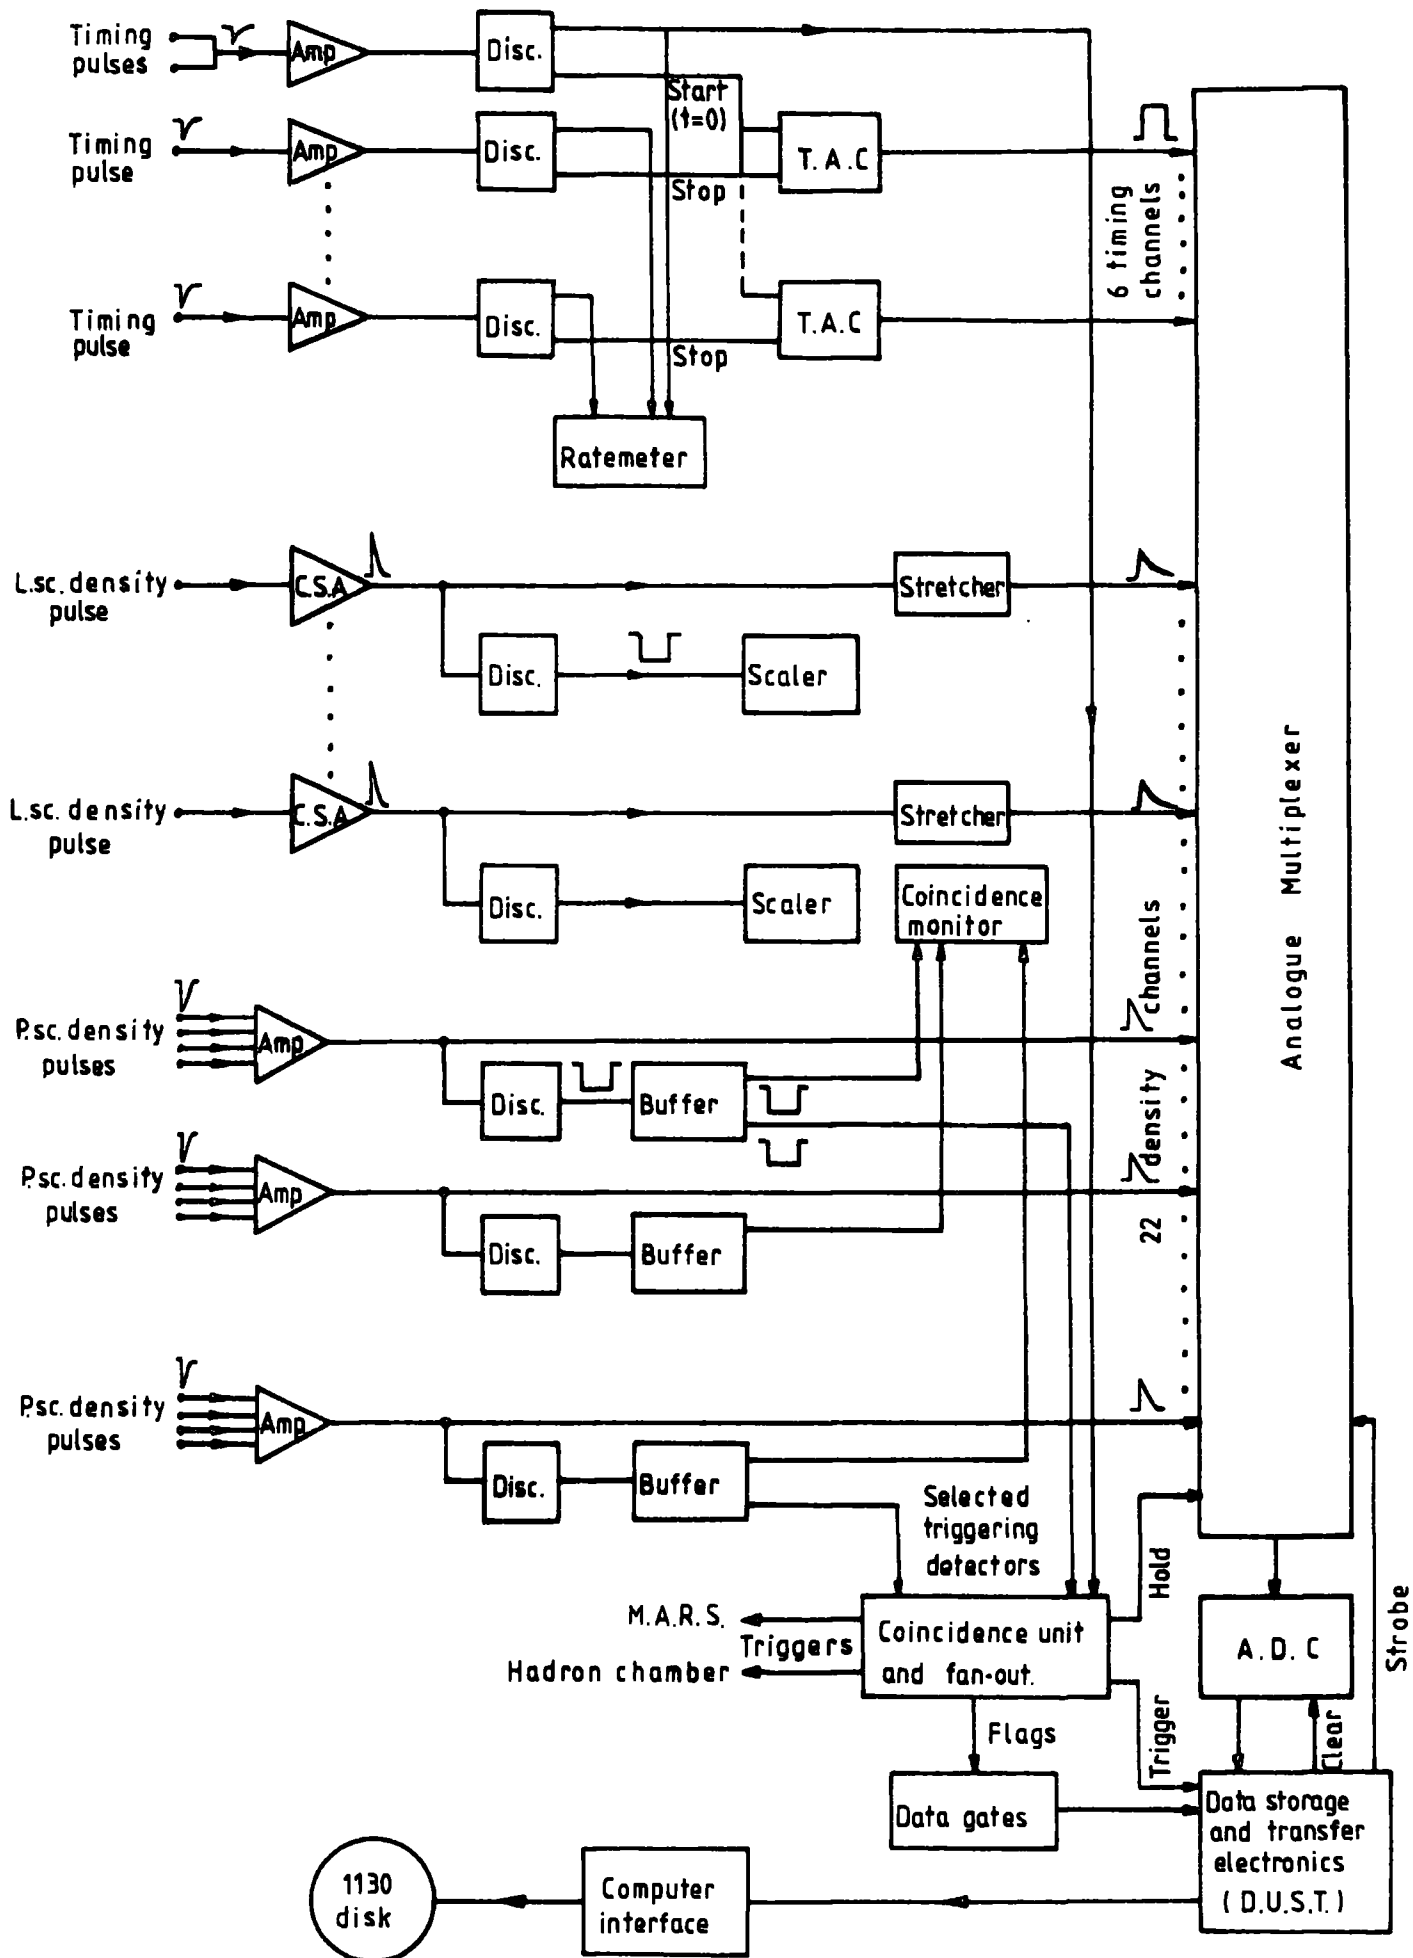 Timing
pulses
Amp
Disc.
Start
(t=0)
Timing
pulse
Amp
Disc.
Stop
T.A.C
6 timing
channels
Timing
pulse
Amp
Disc.
Stop
T.A.C
Ratemeter
L.sc.density
pulse
C.S.A
Stretcher
Disc.
Scaler
L.sc.density
pulse
C.S.A
Stretcher
Disc.
Scaler
Coincidence
monitor
Analogue Multiplexer
22 density channels
P.sc.density
pulses
Amp
Disc.
Buffer
P.sc.density
pulses
Amp
Disc.
Buffer
P.sc.density
pulses
Amp
Disc.
Buffer
Selected
triggering
detectors
Hold
Strobe
M.A.R.S.
Triggers
Hadron chamber
Coincidence unit
and fan-out.
A.D.C
Flags
Trigger
Clear
Data gates
Data storage
and transfer
electronics
(D.U.S.T.)
1130
disk
Computer
interface